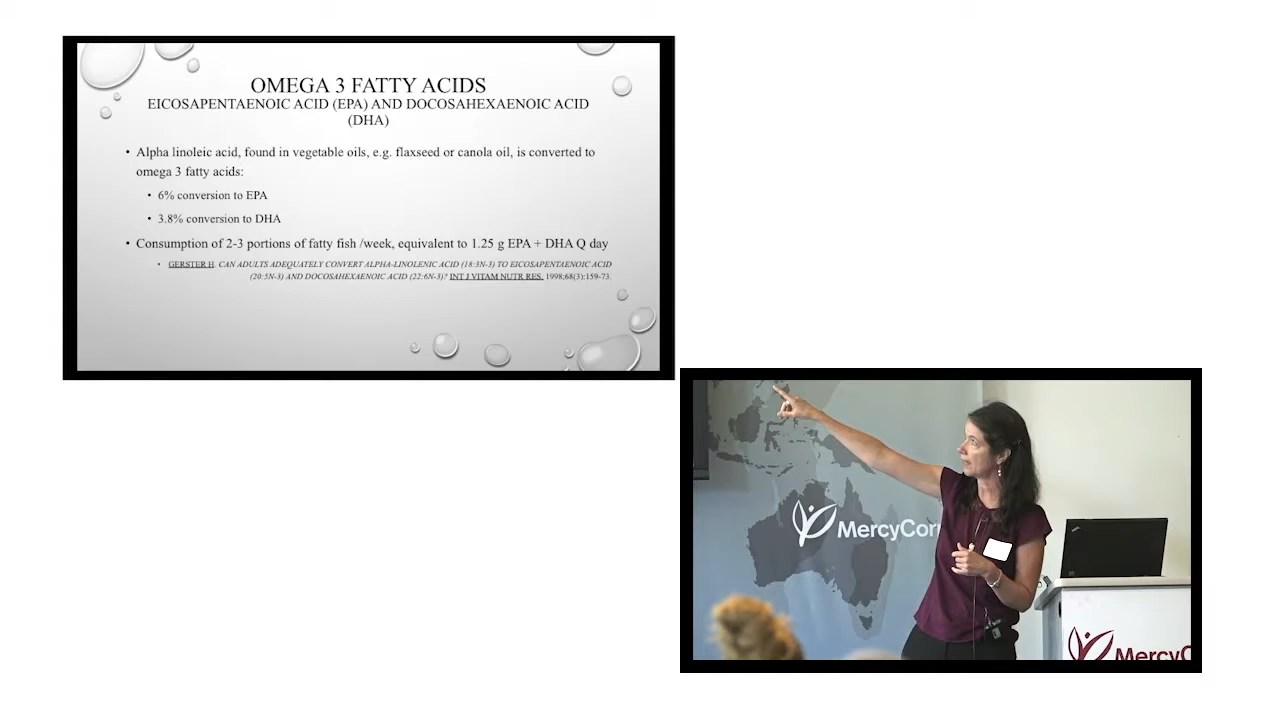 OMEGA 3 FATTY ACIDS
EICOSAPENTAENOIC ACID (EPA) AND DOCOSAHEXAENOIC ACID
(DHA)
• Alpha linoleic acid, found in vegetable oils, e.g. flaxseed or canola oil, is converted to
omega 3 fatty acids:
• 6% conversion to EPA
• 3.8% conversion to DHA
• Consumption of 2-3 portions of fatty fish /week, equivalent to 1.25 g EPA + DHA Q day
• GERSTER H. CAN ADULTS ADEQUATELY CONVERT ALPHA-LINOLENIC ACID (18:3N-3) TO EICOSAPENTAENOIC ACID
(20:5N-3) AND DOCOSAHEXAENOIC ACID (22:6N-3)? INT J VITAM NUTR RES. 1998;68(3):159-73.
MercyCor
MercyC